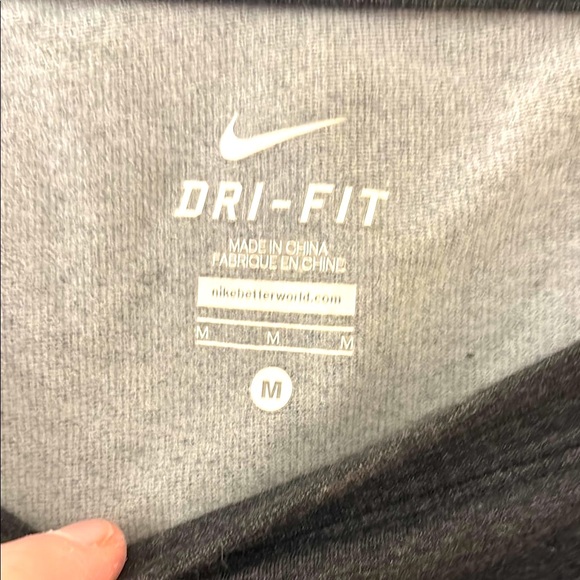 DRI-FIT
MADE IN CHINA
FABRIQUE EN CHINE
nikebetterworld.com
M M M
M